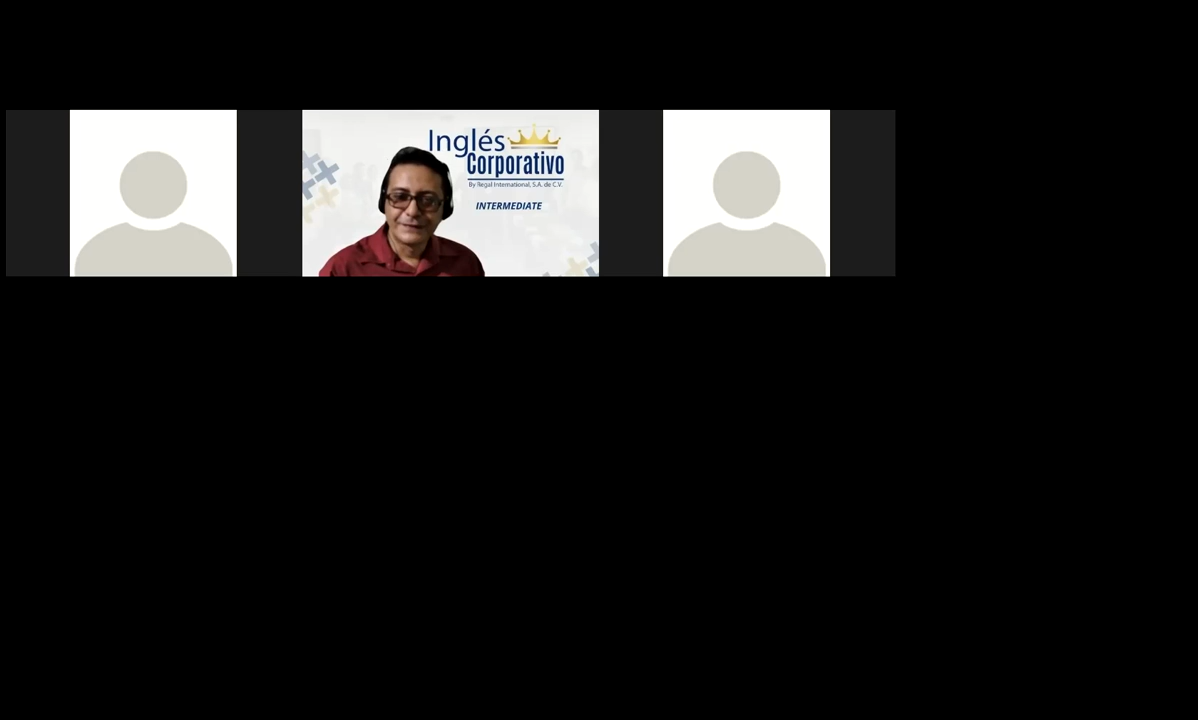 Inglés
Corporativo
By Regal International, S.A. de C.V.
INTERMEDIATE